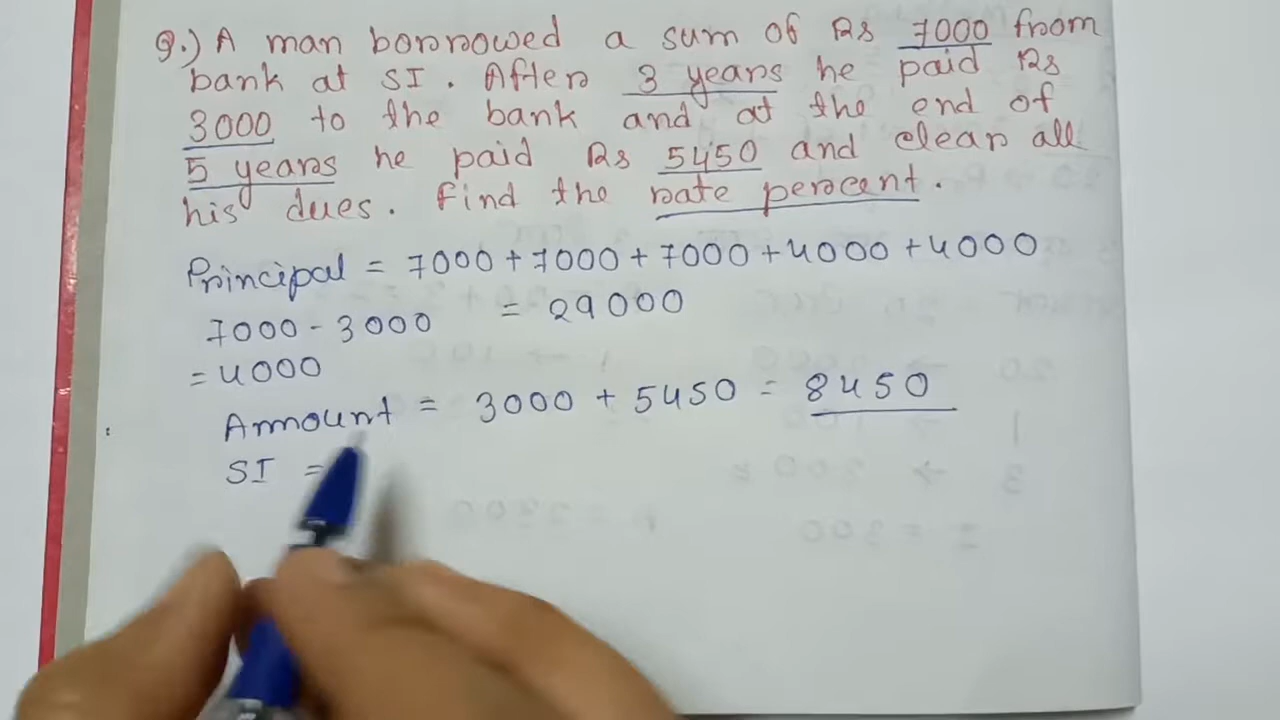 Q.) A man borrowed a sum of Rs 7000 from
bank at SI. After 3 years he paid Rs
3000 to the bank and at the end of
5 years he paid Rs 5450 and clear all
his dues. Find the rate percent.
Principal = 7000 + 7000 + 7000 + 4000 + 4000
7000 - 3000 = 29000
= 4000
Amount = 3000 + 5450 = 8450
SI =